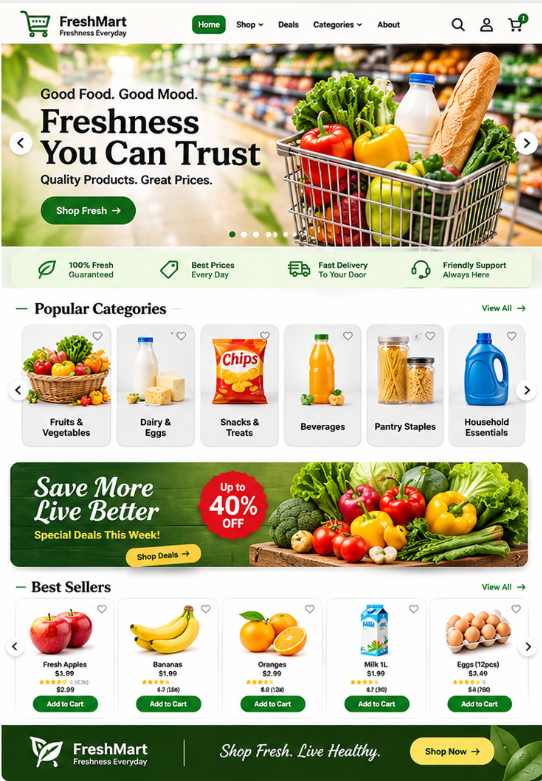 FreshMart
Freshness Everyday
Home
Shop
Deals
Categories
About
1
Good Food. Good Mood.
Freshness
You Can Trust
Quality Products. Great Prices.
Shop Fresh →
100% Fresh
Guaranteed
Best Prices
Every Day
Fast Delivery
To Your Door
Friendly Support
Always Here
Popular Categories
View All →
Chips
Fruits &
Vegetables
Dairy &
Eggs
Snacks &
Treats
Beverages
Pantry Staples
Household
Essentials
Save More
Live Better
Special Deals This Week!
Shop Deals →
Up to
40%
OFF
Best Sellers
View All →
Milk
Fresh Apples
$2.99
Add to Cart
Bananas
$1.99
Add to Cart
Oranges
$2.99
Add to Cart
Milk 1L
$1.99
Add to Cart
Eggs (12pcs)
$3.49
Add to Cart
FreshMart
Freshness Everyday
Shop Fresh. Live Healthy.
Shop Now →